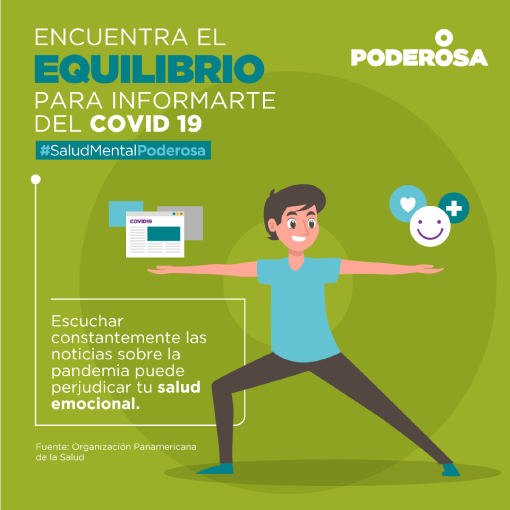 ENCUENTRA EL
EQUILIBRIO
PARA INFORMARTE
DEL COVID 19
#SaludMentalPoderosa
PODEROSA
COVID19
Escuchar
constantemente las
noticias sobre la
pandemia puede
perjudicar tu salud
emocional.
Fuente: Organización Panamericana
de la Salud